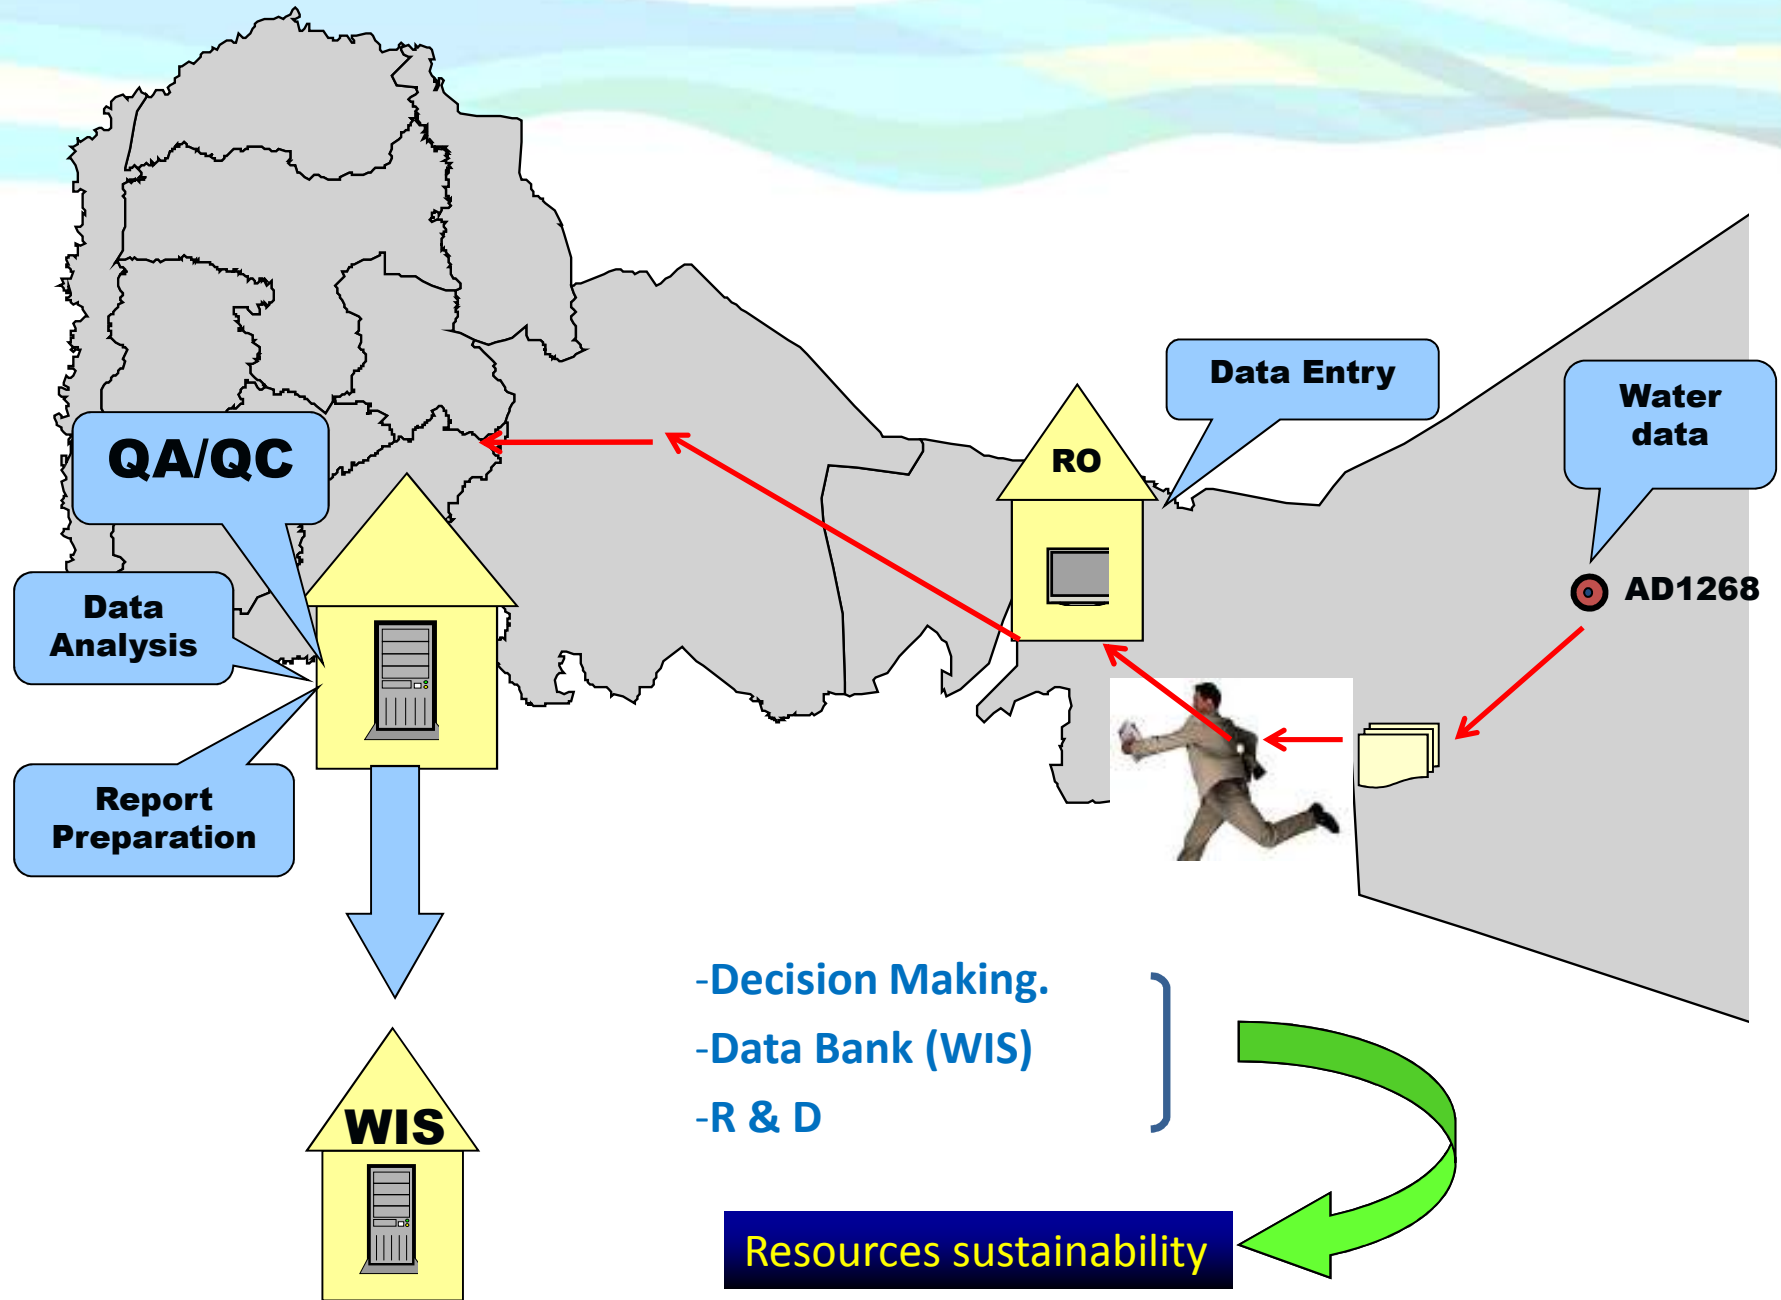 Data Entry
Water
data
QA/QC
RO
AD1268
Data
Analysis
Report
Preparation
-Decision Making.
-Data Bank (WIS)
-R & D
WIS
Resources sustainability